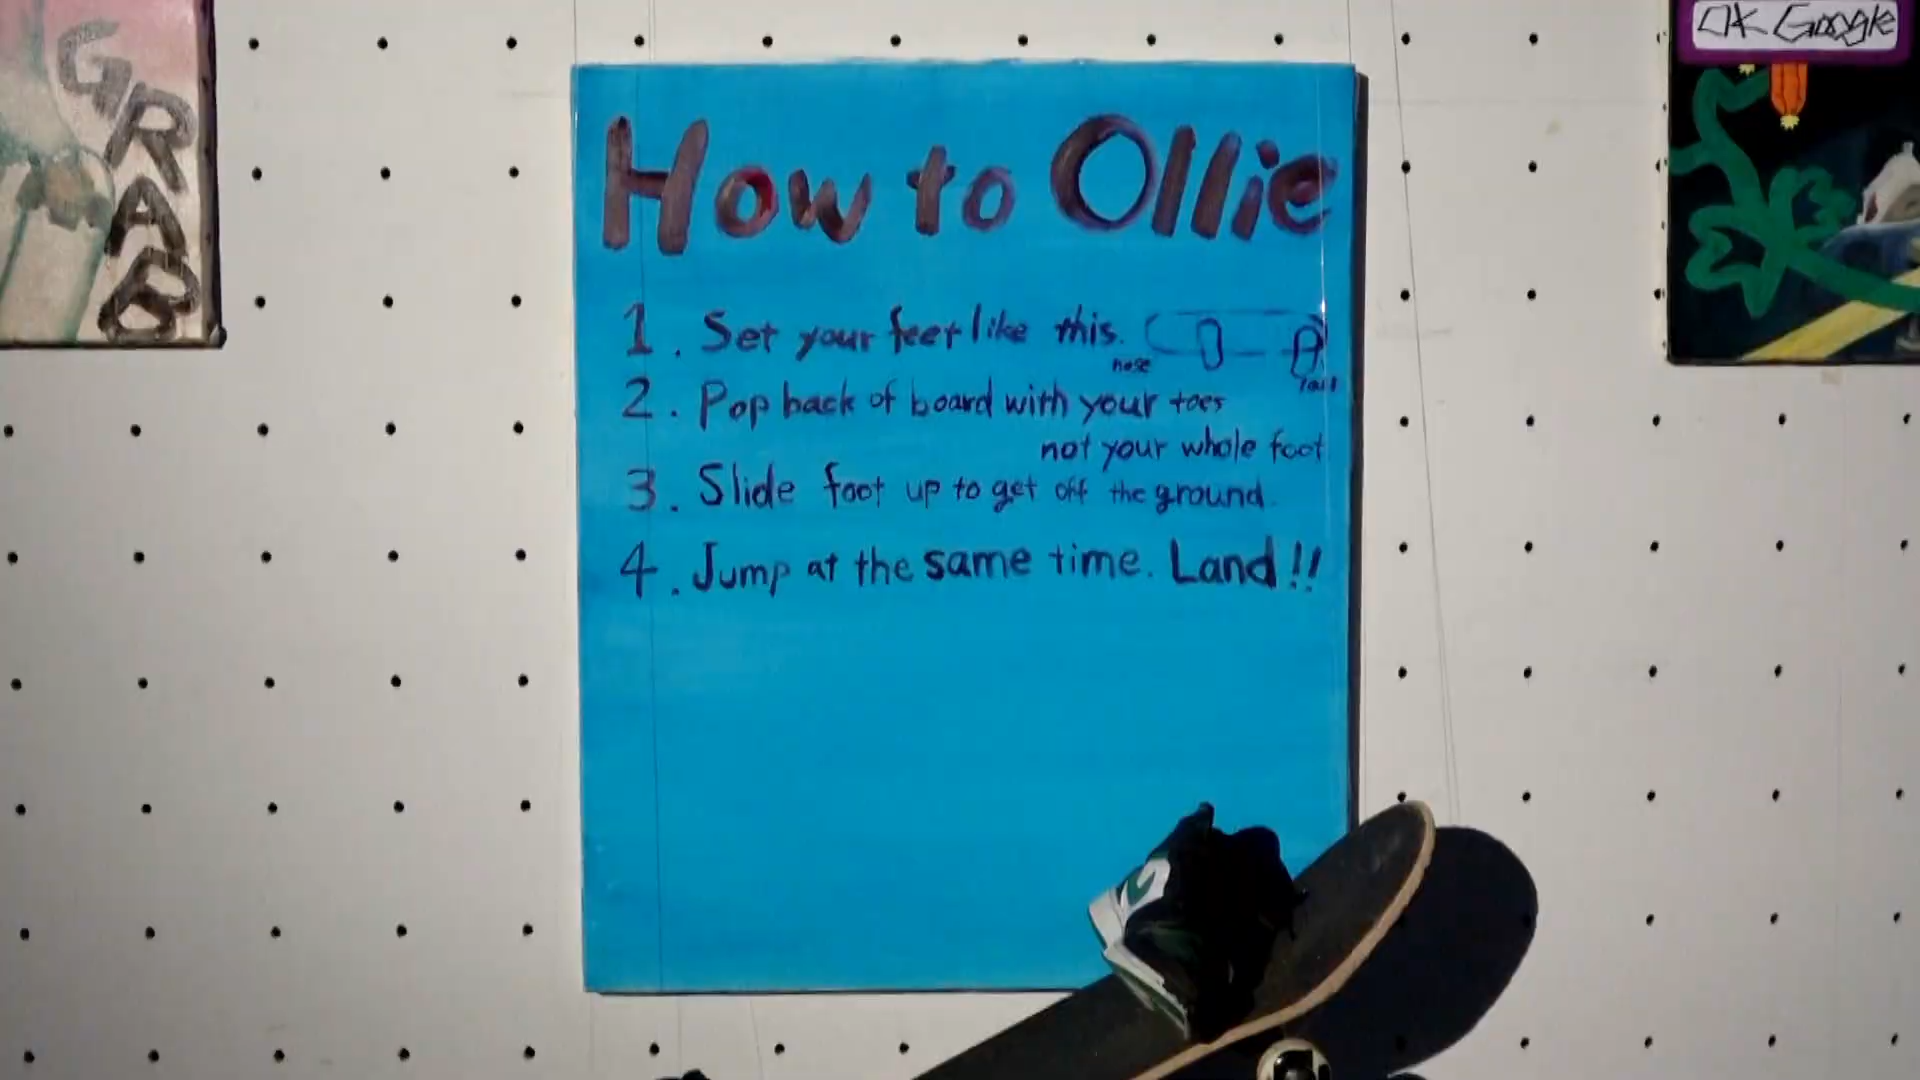 GRAB
OK Google
How to Ollie
1. Set your feet like this.
nose
tail
2. Pop back of board with your toes
not your whole foot
3. Slide foot up to get off the ground.
4. Jump at the same time. Land!!